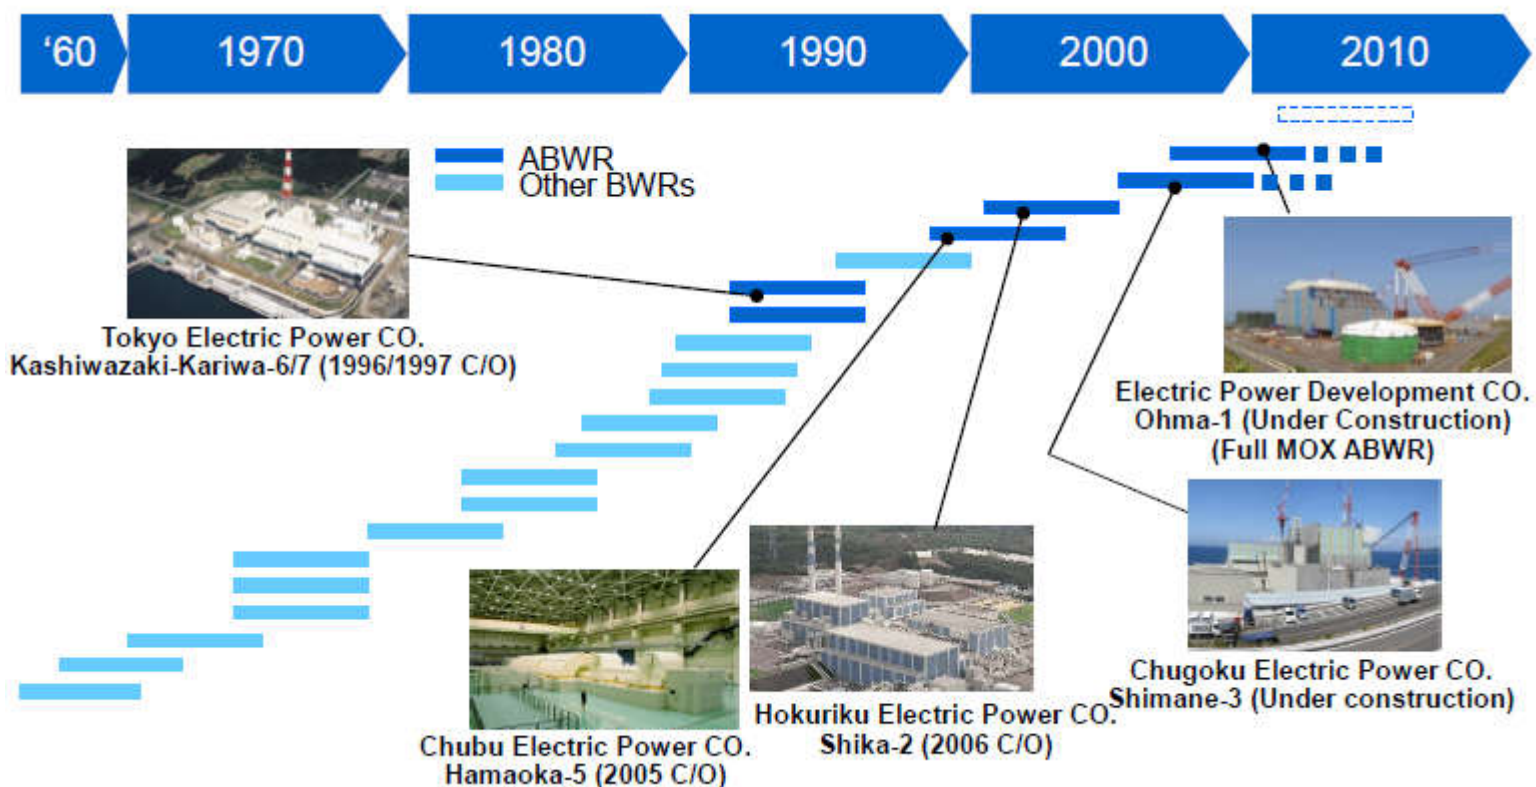 ‘60
1970
1980
1990
2000
2010
ABWR
Other BWRs
Tokyo Electric Power CO.
Kashiwazaki-Kariwa-6/7 (1996/1997 C/O)
Electric Power Development CO.
Ohma-1 (Under Construction)
(Full MOX ABWR)
Chugoku Electric Power CO.
Shimane-3 (Under construction)
Hokuriku Electric Power CO.
Shika-2 (2006 C/O)
Chubu Electric Power CO.
Hamaoka-5 (2005 C/O)